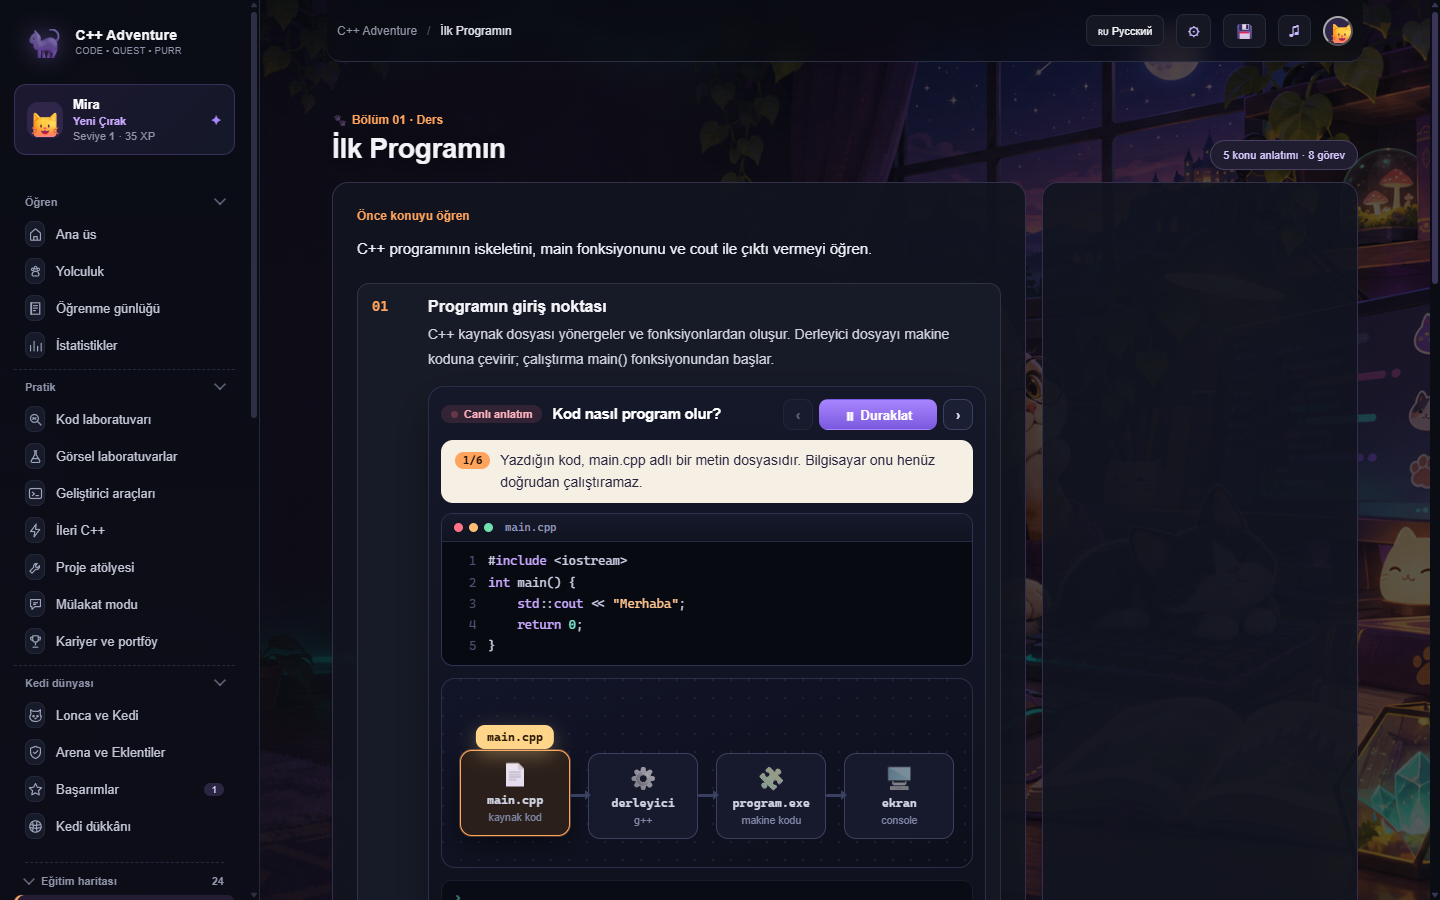 C++ Adventure
CODE • QUEST • PURR
Mira
Yeni Çırak
Seviye 1 · 35 XP
Öğren
Ana üs
Yolculuk
Öğrenme günlüğü
İstatistikler
Pratik
Kod laboratuvarı
Görsel laboratuvarlar
Geliştirici araçları
İleri C++
Proje atölyesi
Mülakat modu
Kariyer ve portföy
Kedi dünyası
Lonca ve Kedi
Arena ve Eklentiler
Başarımlar 1
Kedi dükkânı
Eğitim haritası 24
C++ Adventure / İlk Programın
RU Русский
Bölüm 01 · Ders
İlk Programın
5 konu anlatımı · 8 görev
Önce konuyu öğren
C++ programının iskeletini, main fonksiyonunu ve cout ile çıktı vermeyi öğren.
01 Programın giriş noktası
C++ kaynak dosyası yönergeler ve fonksiyonlardan oluşur. Derleyici dosyayı makine
koduna çevirir; çalıştırma main() fonksiyonundan başlar.
Canlı anlatım Kod nasıl program olur? ‹ Duraklat ›
1/6 Yazdığın kod, main.cpp adlı bir metin dosyasıdır. Bilgisayar onu henüz
doğrudan çalıştıramaz.
main.cpp
1 #include <iostream>
2 int main() {
3 std::cout << "Merhaba";
4 return 0;
5 }
main.cpp
main.cpp
kaynak kod
derleyici
g++
program.exe
makine kodu
ekran
console